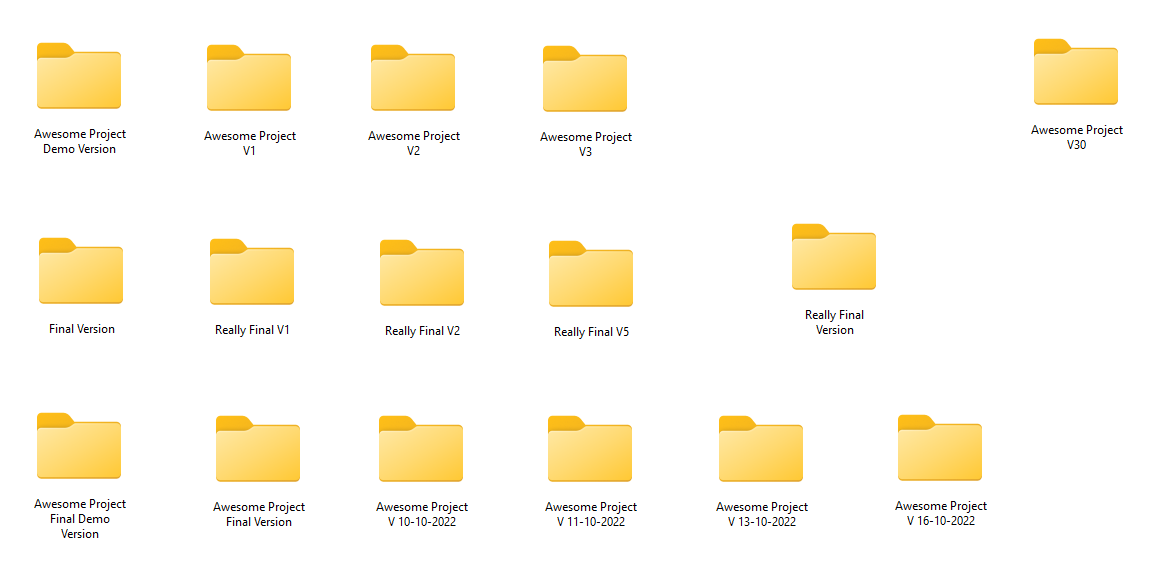 Awesome Project
Demo Version
Awesome Project
V1
Awesome Project
V2
Awesome Project
V3
Awesome Project
V30
Final Version
Really Final V1
Really Final V2
Really Final V5
Really Final
Version
Awesome Project
Final Demo
Version
Awesome Project
Final Version
Awesome Project
V 10-10-2022
Awesome Project
V 11-10-2022
Awesome Project
V 13-10-2022
Awesome Project
V 16-10-2022